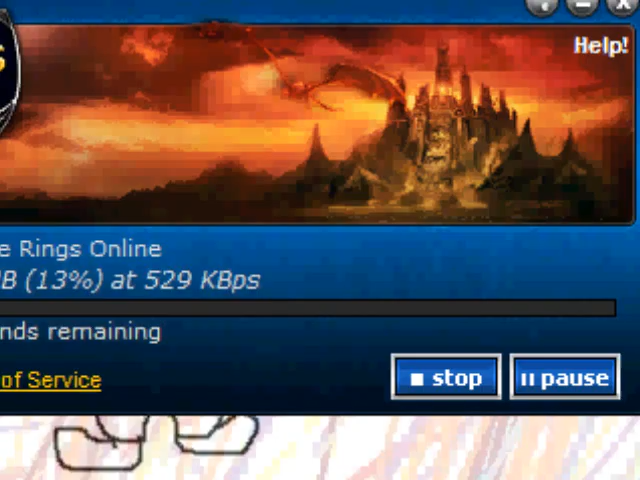 Help!
e Rings Online
B (13%) at 529 KBps
nds remaining
of Service
stop
pause